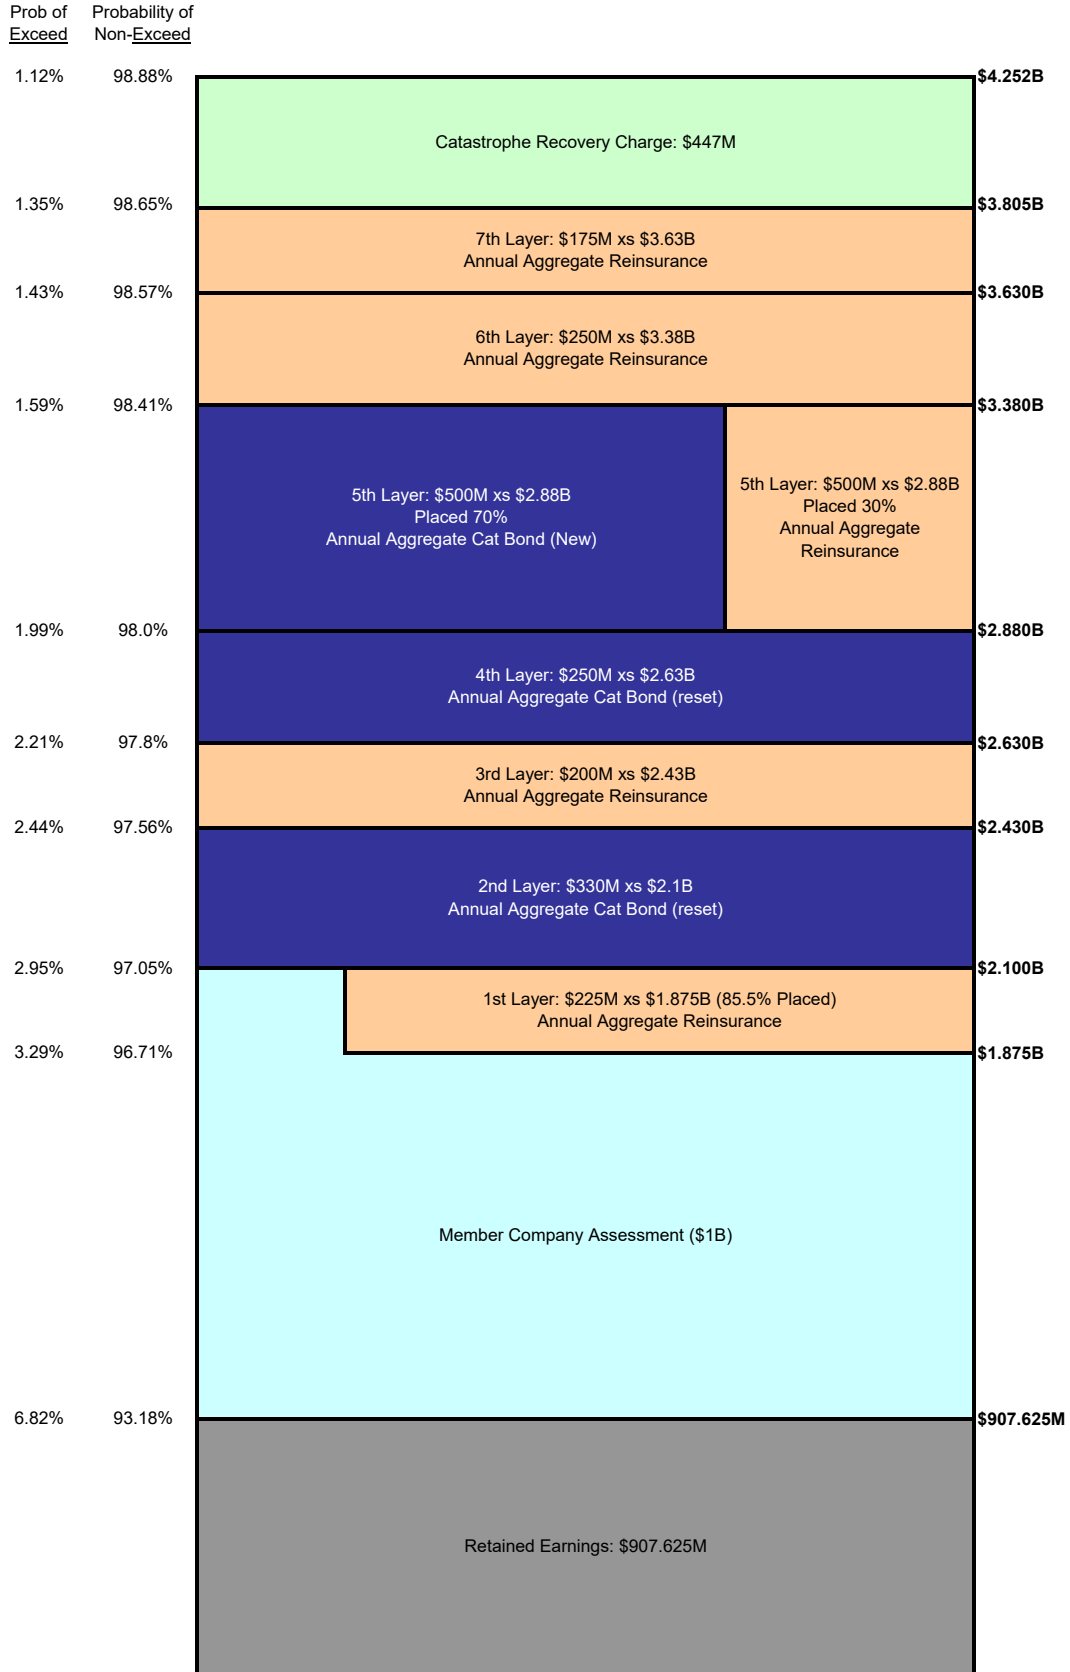 Prob of Probability of
Exceed Non-Exceed
1.12% 98.88% $4.252B
Catastrophe Recovery Charge: $447M
1.35% 98.65% $3.805B
7th Layer: $175M xs $3.63B
Annual Aggregate Reinsurance
1.43% 98.57% $3.630B
6th Layer: $250M xs $3.38B
Annual Aggregate Reinsurance
1.59% 98.41% $3.380B
5th Layer: $500M xs $2.88B
Placed 70%
Annual Aggregate Cat Bond (New)
5th Layer: $500M xs $2.88B
Placed 30%
Annual Aggregate
Reinsurance
1.99% 98.0% $2.880B
4th Layer: $250M xs $2.63B
Annual Aggregate Cat Bond (reset)
2.21% 97.8% $2.630B
3rd Layer: $200M xs $2.43B
Annual Aggregate Reinsurance
2.44% 97.56% $2.430B
2nd Layer: $330M xs $2.1B
Annual Aggregate Cat Bond (reset)
2.95% 97.05% $2.100B
1st Layer: $225M xs $1.875B (85.5% Placed)
Annual Aggregate Reinsurance
3.29% 96.71% $1.875B
Member Company Assessment ($1B)
6.82% 93.18% $907.625M
Retained Earnings: $907.625M